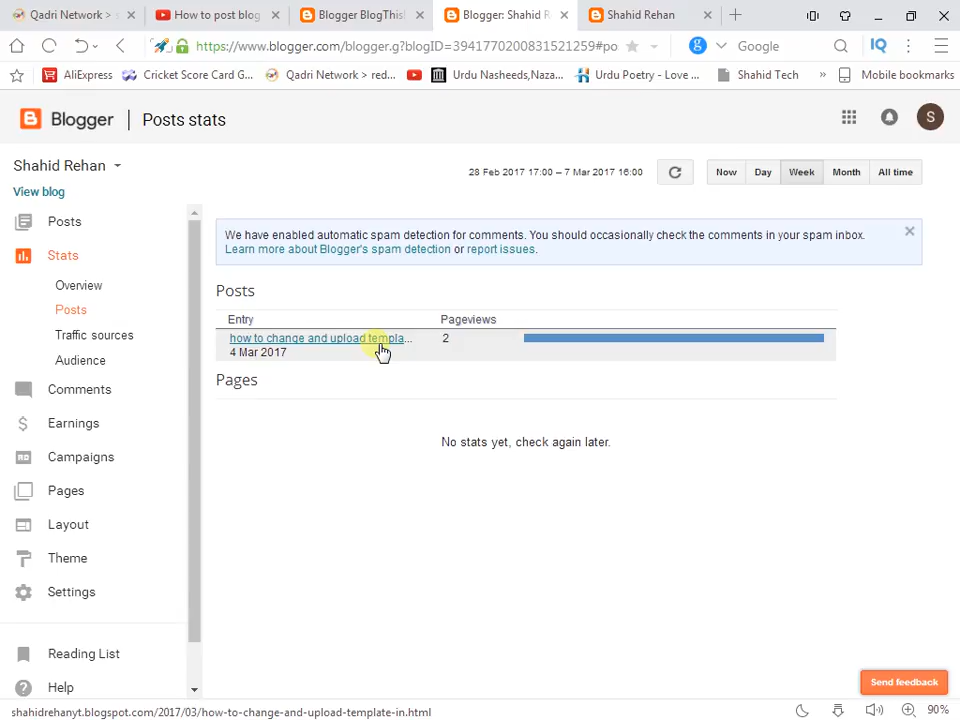 Qadri Network > s
How to post blog
Blogger BlogThis!
Blogger: Shahid R
Shahid Rehan
https://www.blogger.com/blogger.g?blogID=3941770200831521259#po
Google
IQ
AliExpress
Cricket Score Card G...
Qadri Network > red...
Urdu Nasheeds,Naza...
Urdu Poetry - Love ...
Shahid Tech
»
Mobile bookmarks
Blogger
Posts stats
S
Shahid Rehan
28 Feb 2017 17:00 – 7 Mar 2017 16:00
Now
Day
Week
Month
All time
View blog
Posts
Stats
Overview
Posts
Traffic sources
Audience
Comments
Earnings
Campaigns
Pages
Layout
Theme
Settings
Reading List
Help
We have enabled automatic spam detection for comments. You should occasionally check the comments in your spam inbox.
Learn more about Blogger's spam detection or report issues.
Posts
Entry
Pageviews
how to change and upload templa...
2
4 Mar 2017
Pages
No stats yet, check again later.
Send feedback
shahidrehanyt.blogspot.com/2017/03/how-to-change-and-upload-template-in.html
90%